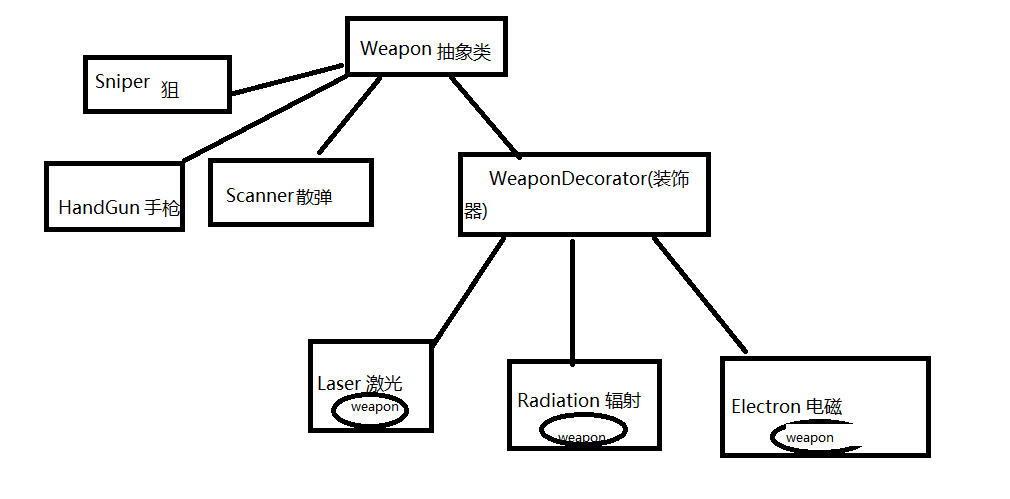 Weapon 抽象类
Sniper 狙
HandGun 手枪
Scanner散弹
WeaponDecorator(装饰
器)
Laser 激光
weapon
Radiation 辐射
weapon
Electron 电磁
weapon